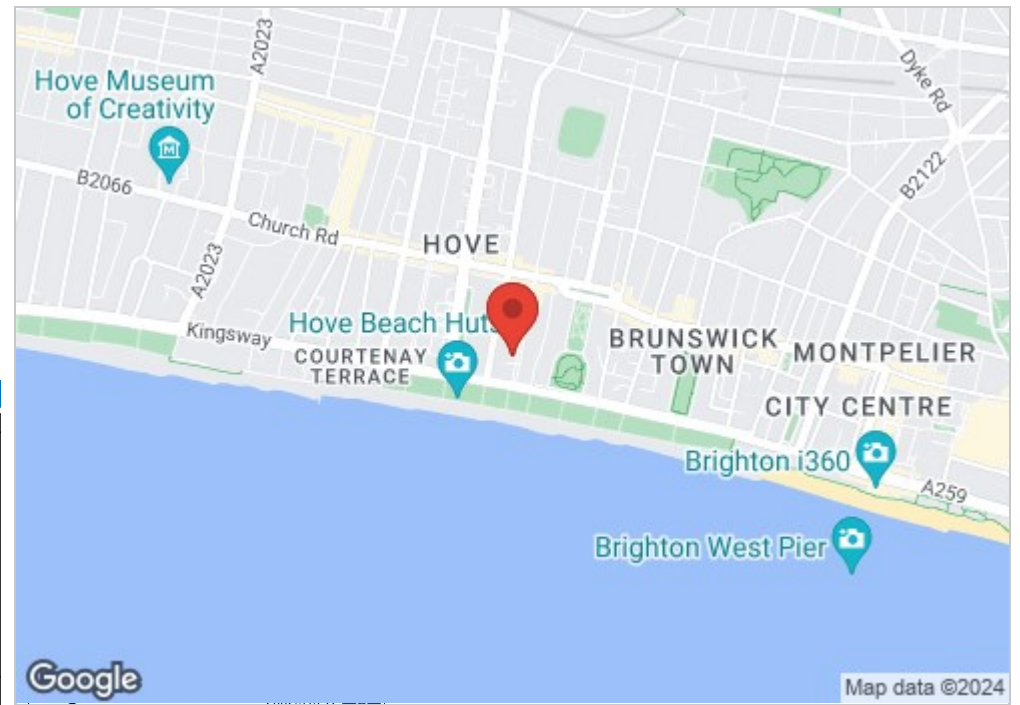 A2023
Dyke Rd
Hove Museum
of Creativity
B2066
B2122
Church Rd
HOVE
A2023
Kingsway
Hove Beach Huts
COURTENAY
TERRACE
BRUNSWICK
TOWN
MONTPELIER
CITY CENTRE
Brighton i360
A259
Brighton West Pier
Google
Map data ©2024